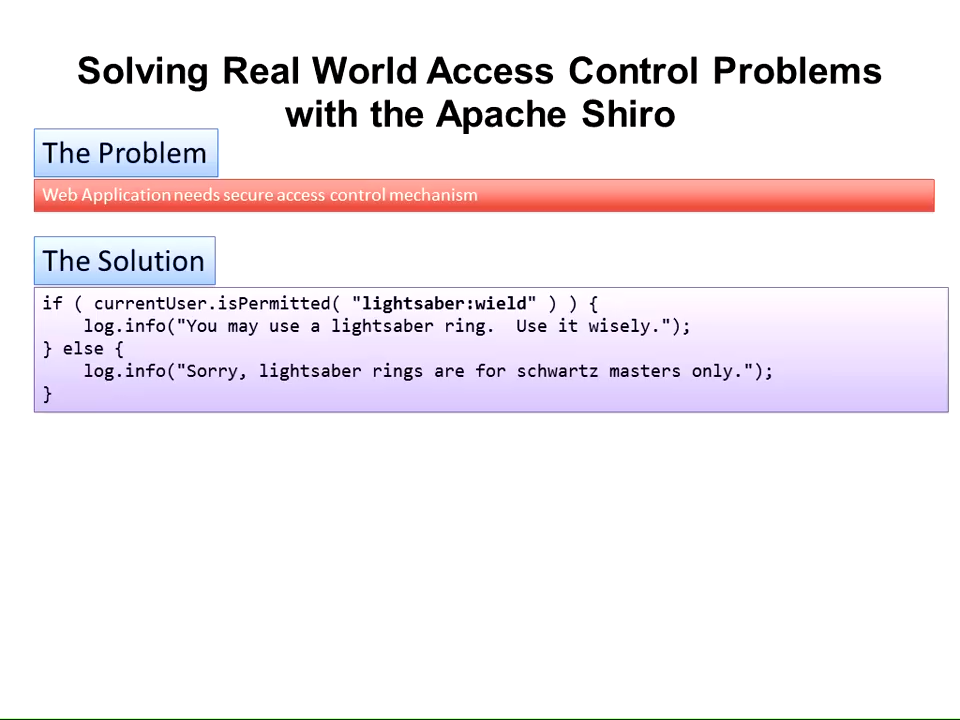 Solving Real World Access Control Problems
with the Apache Shiro
The Problem
Web Application needs secure access control mechanism
The Solution
if ( currentUser.isPermitted( "lightsaber:wield" ) ) {
    log.info("You may use a lightsaber ring.  Use it wisely.");
} else {
    log.info("Sorry, lightsaber rings are for schwartz masters only.");
}